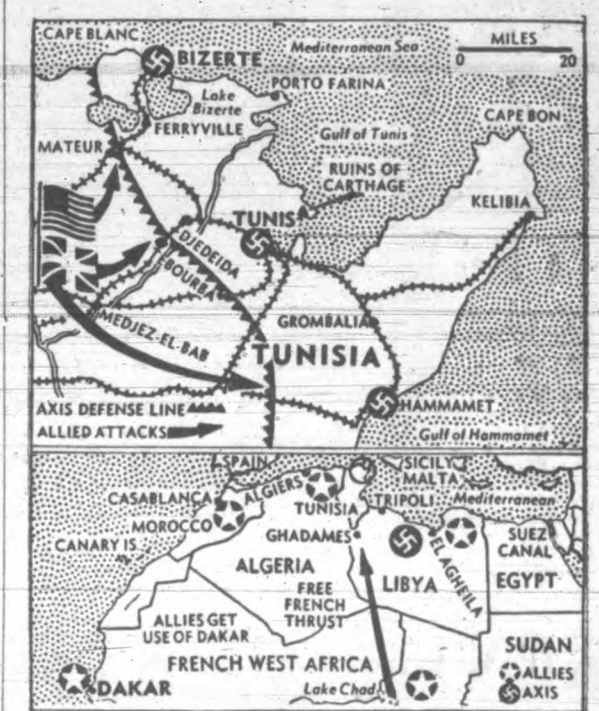 CAPE BLANC
BIZERTE
Mediterranean Sea
MILES
0 20
Lake
Bizerte
PORTO FARINA
FERRYVILLE
Gulf of Tunis
CAPE BON
MATEUR
RUINS OF
CARTHAGE
KELIBIA
TUNIS
DJEDEIDA
BOURBA
MEDJEZ-EL-BAB
GROMBALIA
TUNISIA
AXIS DEFENSE LINE
ALLIED ATTACKS
HAMMAMET
Gulf of Hammamet
SPAIN
SICILY
MALTA
CASABLANCA
ALGIERS
TUNISIA
TRIPOLI
Mediterranean
MOROCCO
GHADAMES
EL AGHEILA
SUEZ
CANAL
CANARY IS.
ALGERIA
LIBYA
EGYPT
FREE
FRENCH
THRUST
ALLIES GET
USE OF DAKAR
FRENCH WEST AFRICA
SUDAN
Lake Chad
ALLIES
DAKAR
AXIS